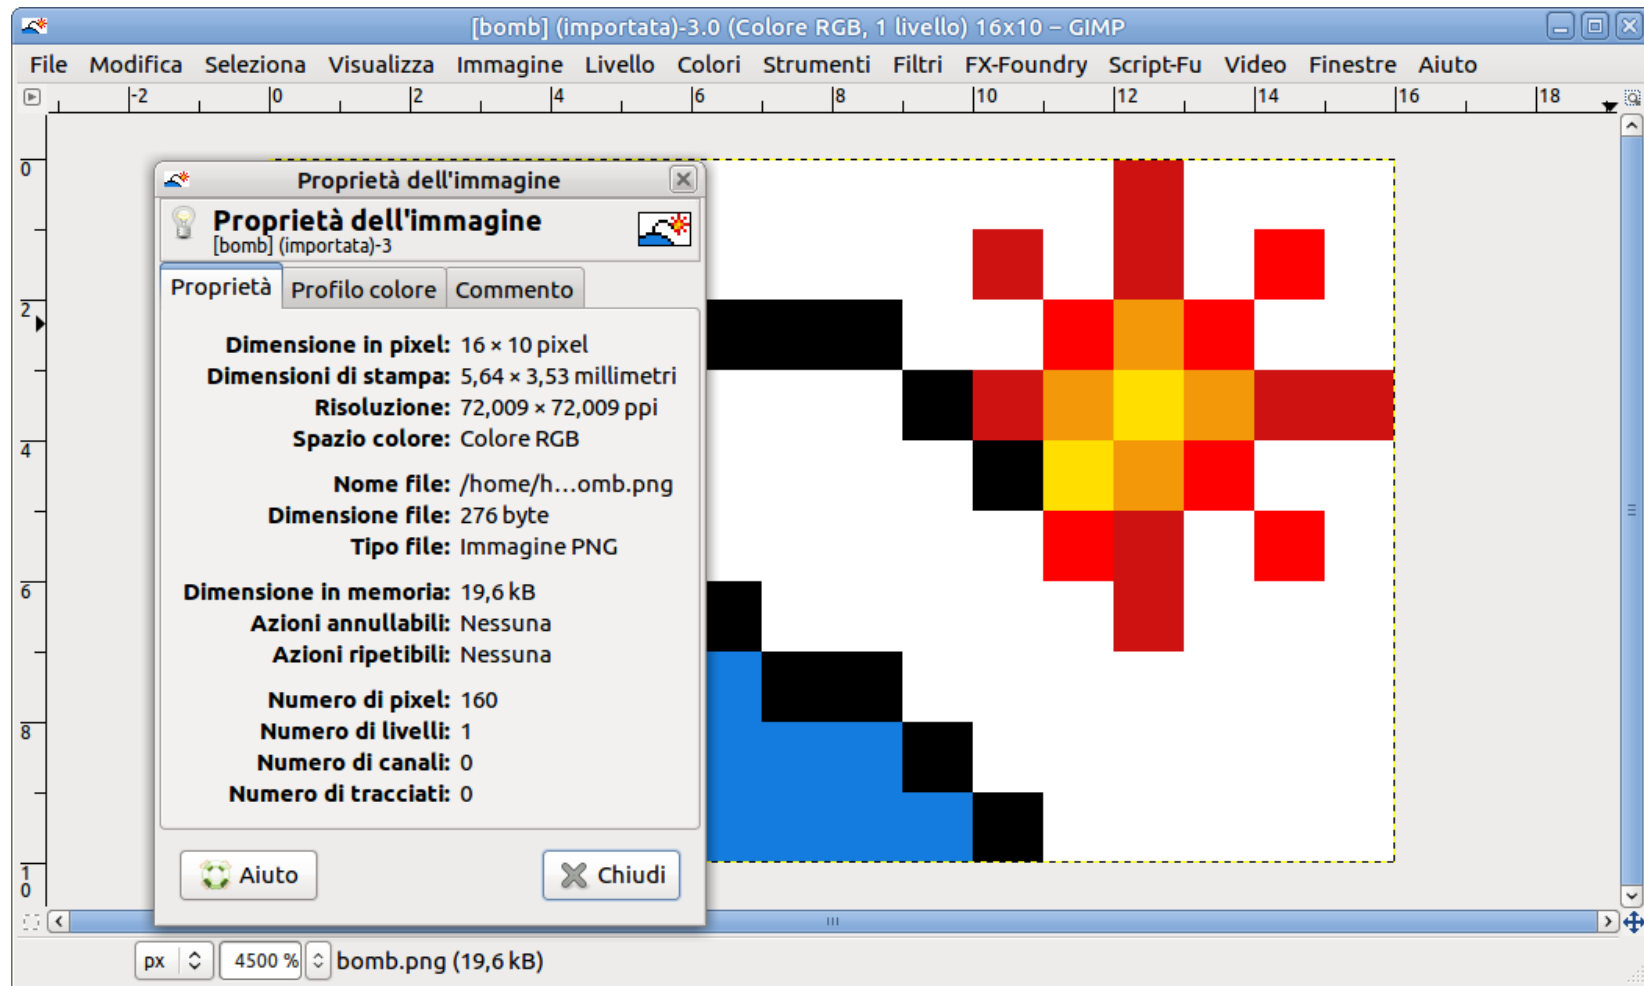 [bomb] (importata)-3.0 (Colore RGB, 1 livello) 16x10 – GIMP
File Modifica Seleziona Visualizza Immagine Livello Colori Strumenti Filtri FX-Foundry Script-Fu Video Finestre Aiuto
-2 0 2 4 6 8 10 12 14 16 18
0
2
4
6
8
10
Proprietà dell'immagine
Proprietà dell'immagine
[bomb] (importata)-3
Proprietà Profilo colore Commento
Dimensione in pixel: 16 × 10 pixel
Dimensioni di stampa: 5,64 × 3,53 millimetri
Risoluzione: 72,009 × 72,009 ppi
Spazio colore: Colore RGB
Nome file: /home/h...omb.png
Dimensione file: 276 byte
Tipo file: Immagine PNG
Dimensione in memoria: 19,6 kB
Azioni annullabili: Nessuna
Azioni ripetibili: Nessuna
Numero di pixel: 160
Numero di livelli: 1
Numero di canali: 0
Numero di tracciati: 0
Aiuto Chiudi
px 4500 % bomb.png (19,6 kB)